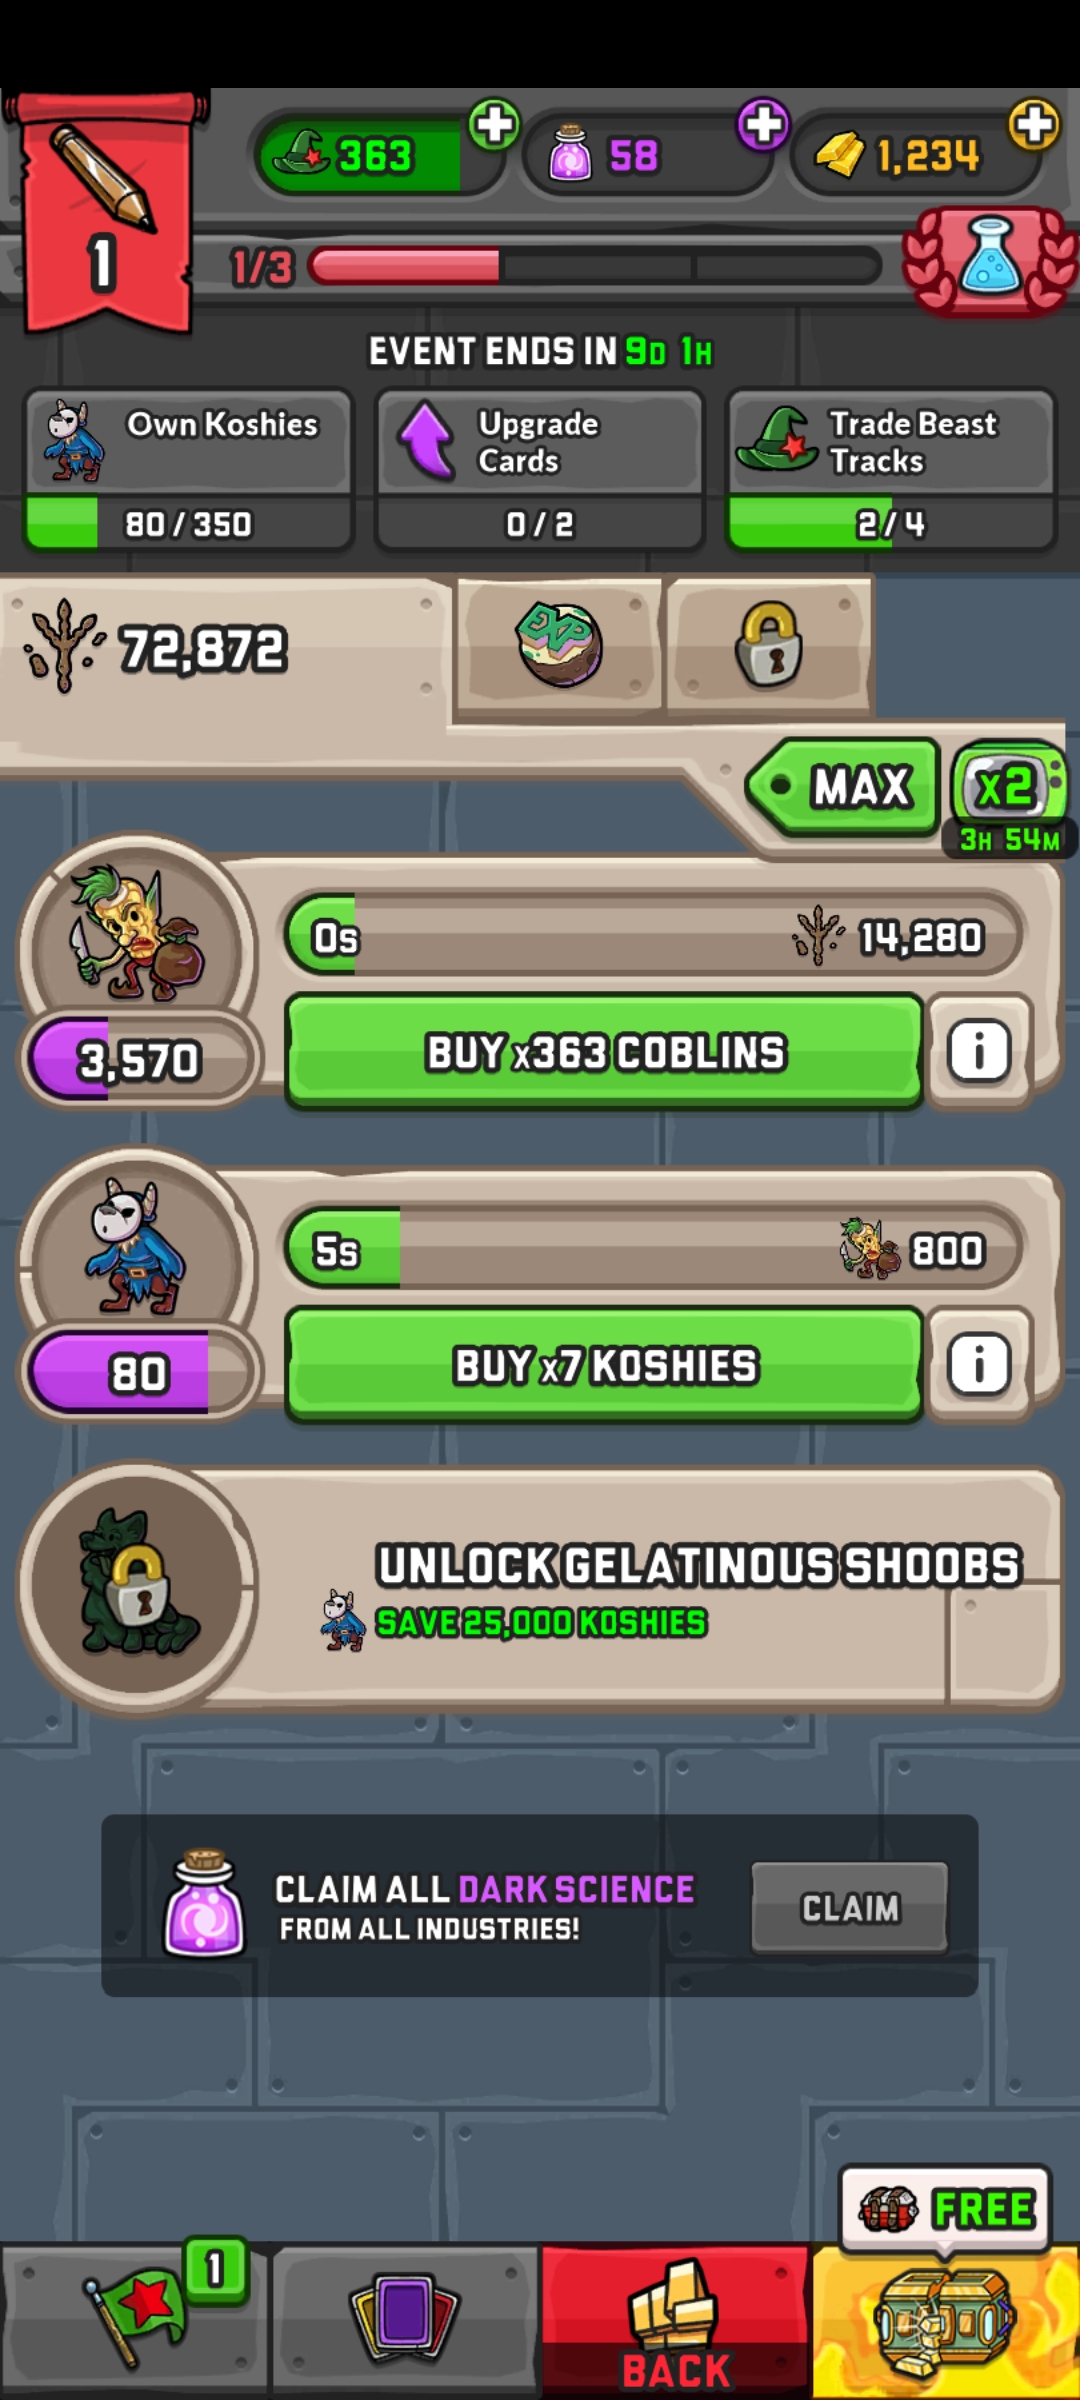 363
58
1,234
1
1/3
EVENT ENDS IN 9D 1H
Own Koshies
80 / 350
Upgrade
Cards
0 / 2
Trade Beast
Tracks
2 / 4
72,872
EXP
MAX
x2
3H 54M
0s
14,280
3,570
BUY x363 COBLINS
i
5s
800
80
BUY x7 KOSHIES
i
UNLOCK GELATINOUS SHOOBS
SAVE 25,000 KOSHIES
CLAIM ALL DARK SCIENCE
FROM ALL INDUSTRIES!
CLAIM
FREE
1
BACK